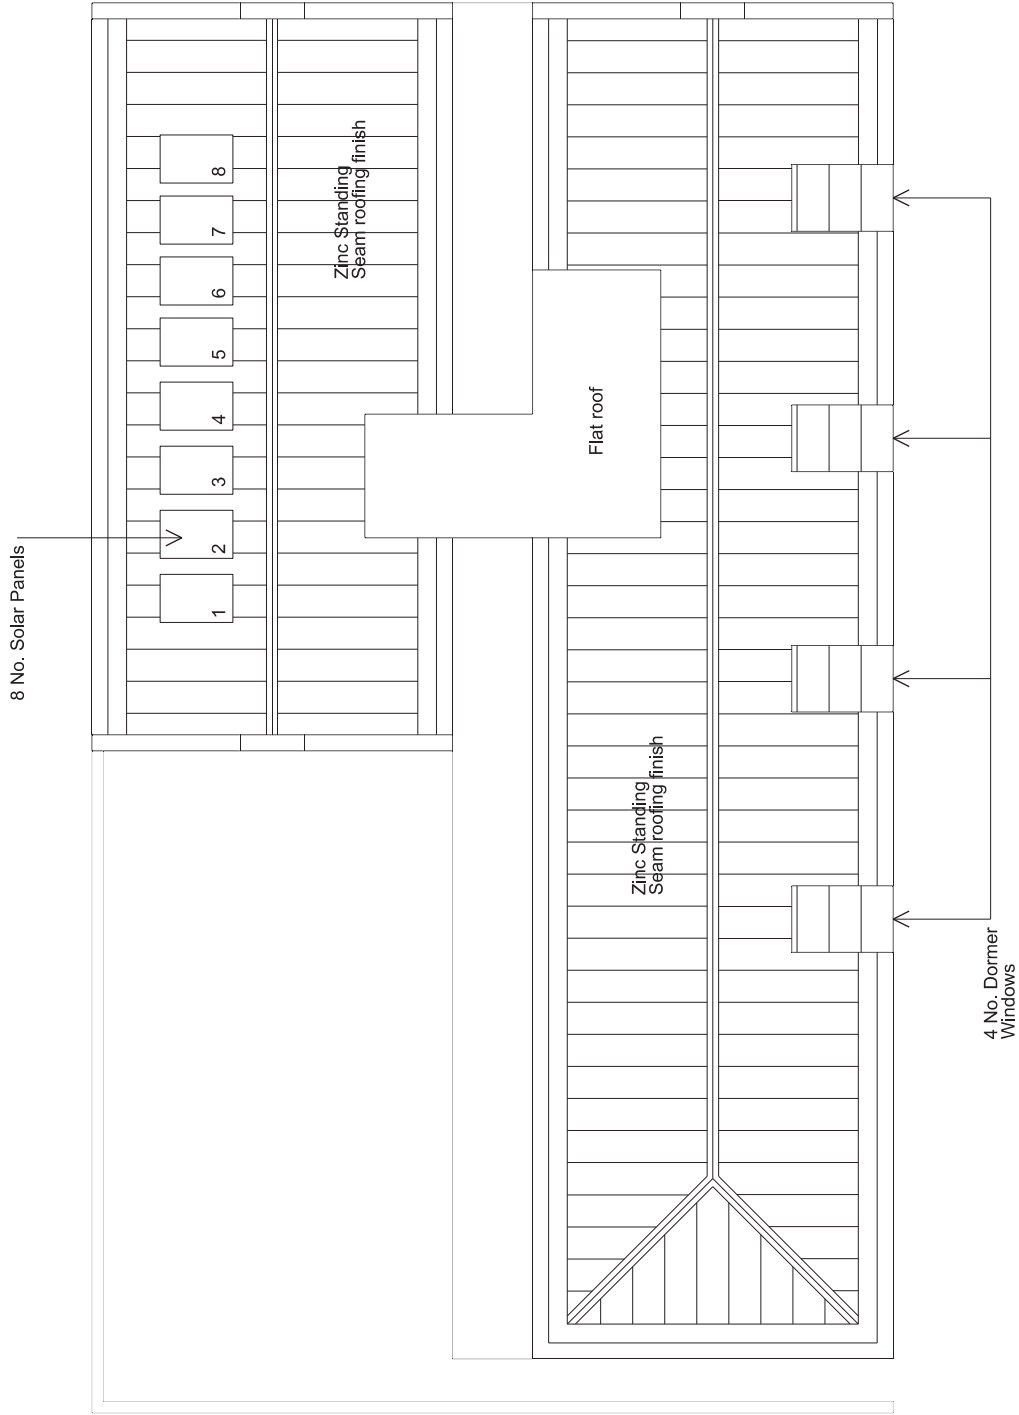 8 No. Solar Panels
1
2
3
4
5
6
7
8
Zinc Standing
Seam roofing finish
Flat roof
Zinc Standing
Seam roofing finish
4 No. Dormer
Windows